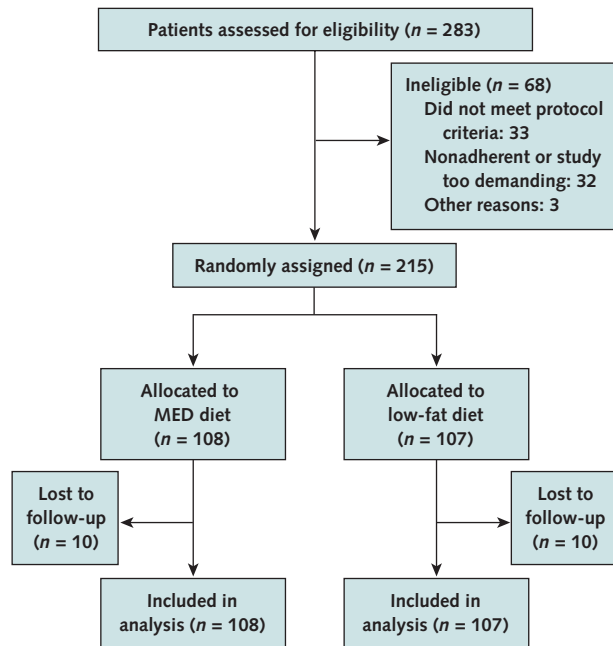 Patients assessed for eligibility (n = 283)
Ineligible (n = 68)
Did not meet protocol
criteria: 33
Nonadherent or study
too demanding: 32
Other reasons: 3
Randomly assigned (n = 215)
Allocated to
MED diet
(n = 108)
Allocated to
low-fat diet
(n = 107)
Lost to
follow-up
(n = 10)
Lost to
follow-up
(n = 10)
Included in
analysis (n = 108)
Included in
analysis (n = 107)